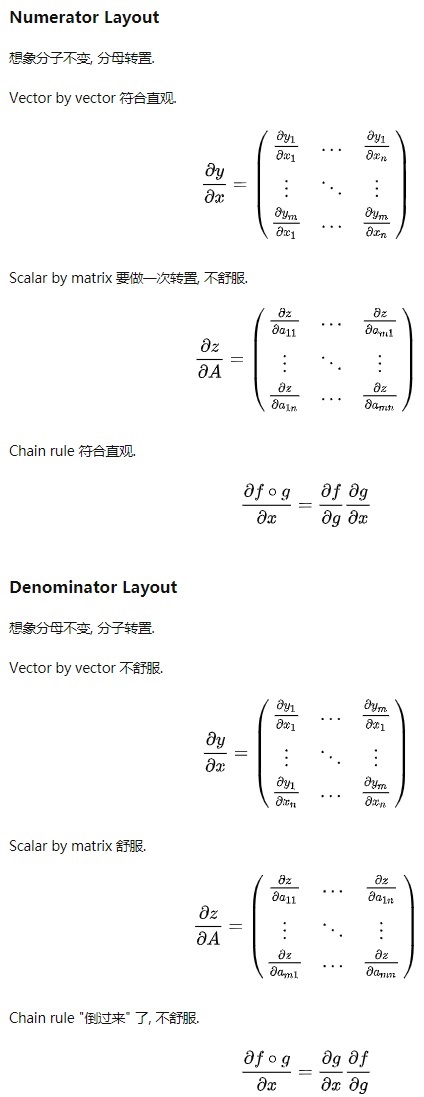 Numerator Layout
想象分子不变, 分母转置.
Vector by vector 符合直观.
\frac{\partial y}{\partial x} = \begin{pmatrix} \frac{\partial y_1}{\partial x_1} & \cdots & \frac{\partial y_1}{\partial x_n} \\ \vdots & \ddots & \vdots \\ \frac{\partial y_m}{\partial x_1} & \cdots & \frac{\partial y_m}{\partial x_n} \end{pmatrix}
Scalar by matrix 要做一次转置, 不舒服.
\frac{\partial z}{\partial A} = \begin{pmatrix} \frac{\partial z}{\partial a_{11}} & \cdots & \frac{\partial z}{\partial a_{m1}} \\ \vdots & \ddots & \vdots \\ \frac{\partial z}{\partial a_{1n}} & \cdots & \frac{\partial z}{\partial a_{mn}} \end{pmatrix}
Chain rule 符合直观.
\frac{\partial f \circ g}{\partial x} = \frac{\partial f}{\partial g} \frac{\partial g}{\partial x}
Denominator Layout
想象分母不变, 分子转置.
Vector by vector 不舒服.
\frac{\partial y}{\partial x} = \begin{pmatrix} \frac{\partial y_1}{\partial x_1} & \cdots & \frac{\partial y_m}{\partial x_1} \\ \vdots & \ddots & \vdots \\ \frac{\partial y_1}{\partial x_n} & \cdots & \frac{\partial y_m}{\partial x_n} \end{pmatrix}
Scalar by matrix 舒服.
\frac{\partial z}{\partial A} = \begin{pmatrix} \frac{\partial z}{\partial a_{11}} & \cdots & \frac{\partial z}{\partial a_{1n}} \\ \vdots & \ddots & \vdots \\ \frac{\partial z}{\partial a_{m1}} & \cdots & \frac{\partial z}{\partial a_{mn}} \end{pmatrix}
Chain rule "倒过来" 了, 不舒服.
\frac{\partial f \circ g}{\partial x} = \frac{\partial g}{\partial x} \frac{\partial f}{\partial g}